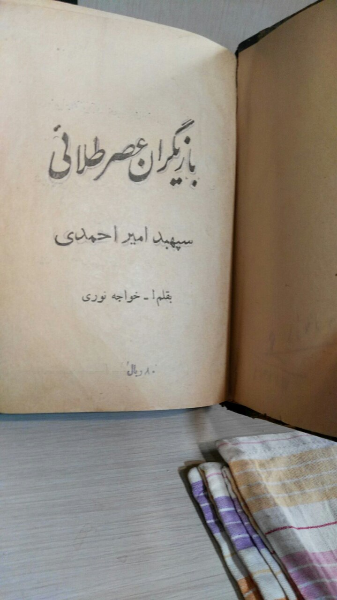 بازیگران عصر طلائی
سپهبد امیر احمدی
بقلم ا - خواجه نوری
۸۰ ریال